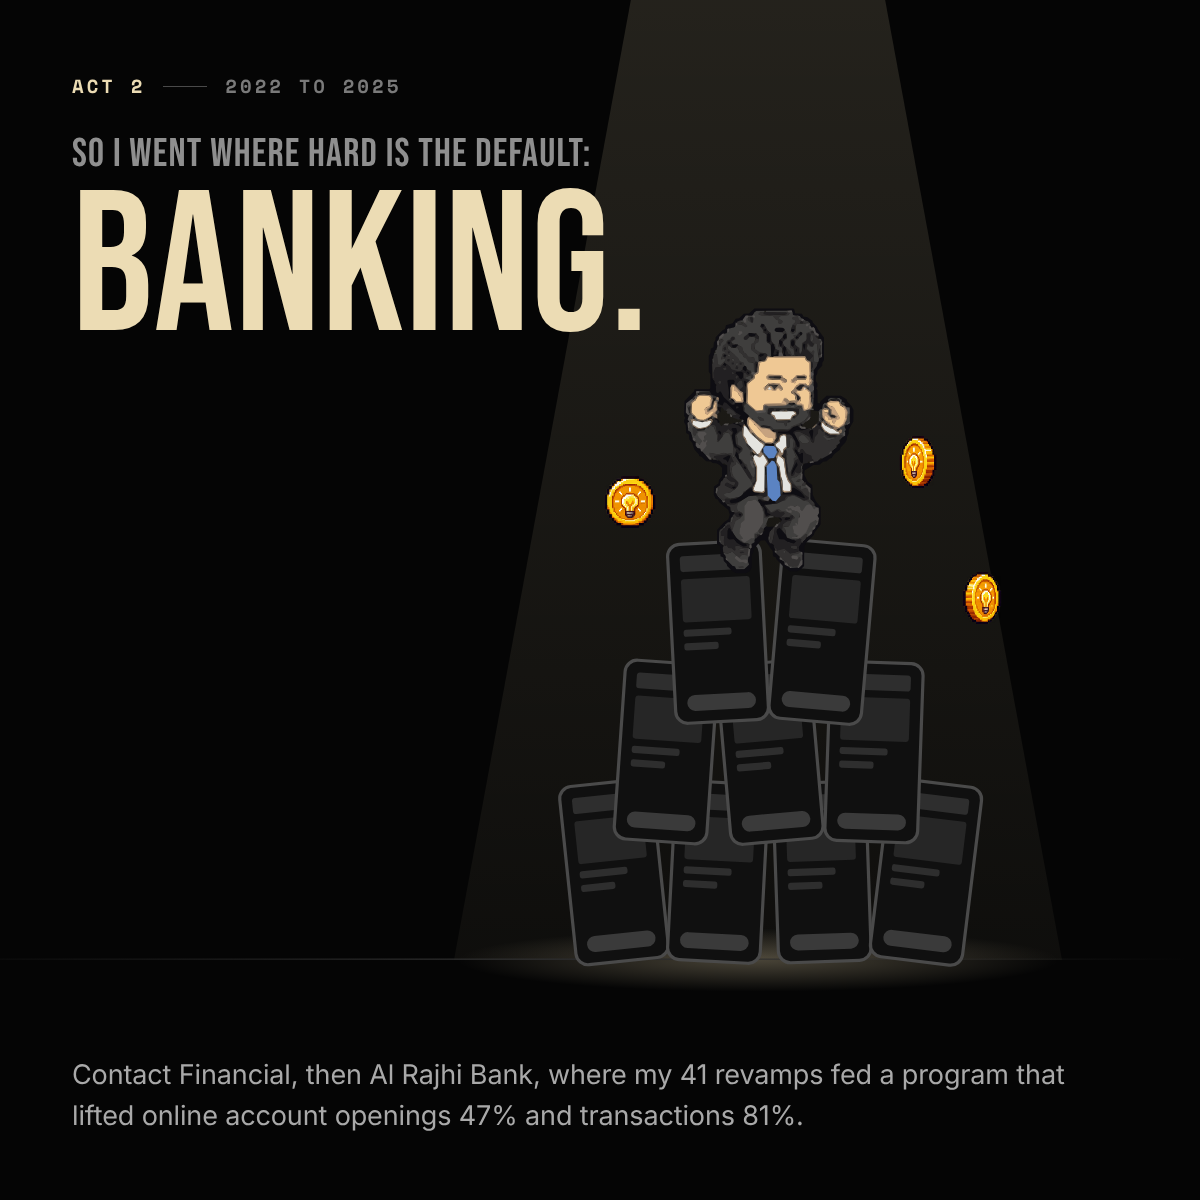 ACT 2 — 2022 TO 2025
SO I WENT WHERE HARD IS THE DEFAULT:
BANKING.
Contact Financial, then Al Rajhi Bank, where my 41 revamps fed a program that
lifted online account openings 47% and transactions 81%.